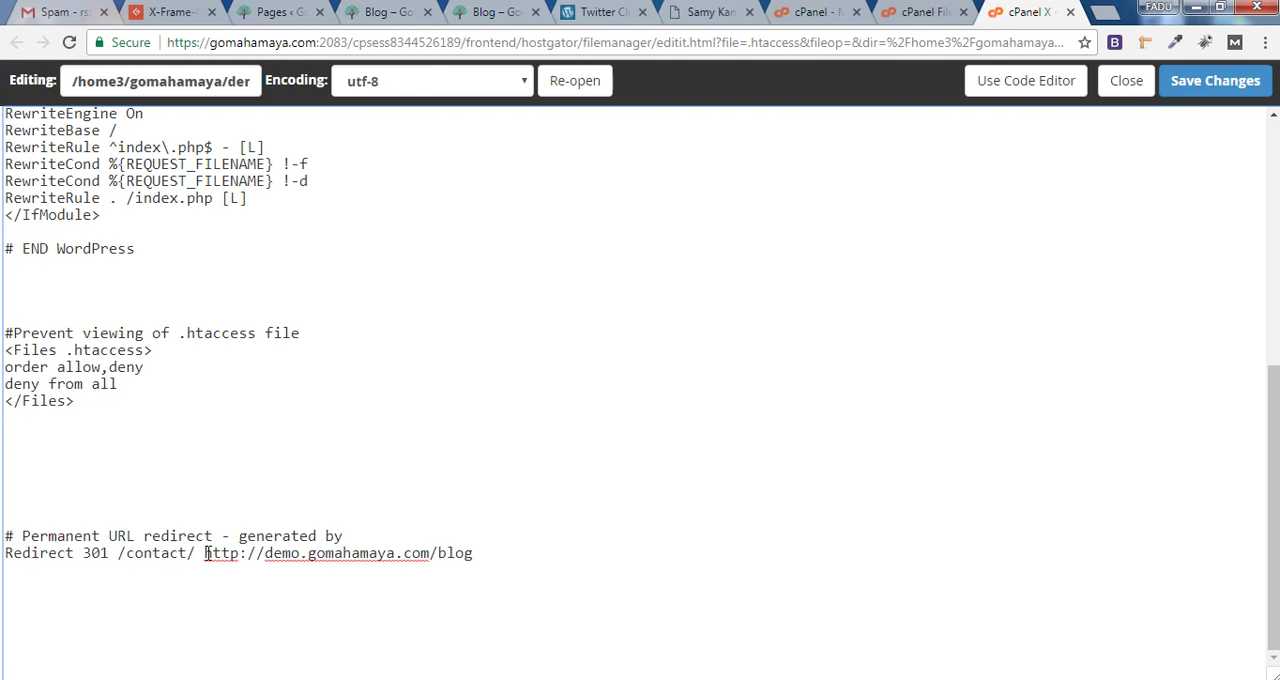 Spam - rs
X-Frame-
Pages ‹ G
Blog – Go
Blog – Go
Twitter C
Samy Kan
cPanel - M
cPanel Fil
cPanel X -
FADU
Secure
https://gomahamaya.com:2083/cpsess8344526189/frontend/hostgator/filemanager/editit.html?file=.htaccess&fileop=&dir=%2Fhome3%2Fgomahamaya...
Editing: /home3/gomahamaya/der Encoding: utf-8 Re-open Use Code Editor Close Save Changes
RewriteEngine On
RewriteBase /
RewriteRule ^index\.php$ - [L]
RewriteCond %{REQUEST_FILENAME} !-f
RewriteCond %{REQUEST_FILENAME} !-d
RewriteRule . /index.php [L]
</IfModule>
# END WordPress
#Prevent viewing of .htaccess file
<Files .htaccess>
order allow,deny
deny from all
</Files>
# Permanent URL redirect - generated by
Redirect 301 /contact/ http://demo.gomahamaya.com/blog